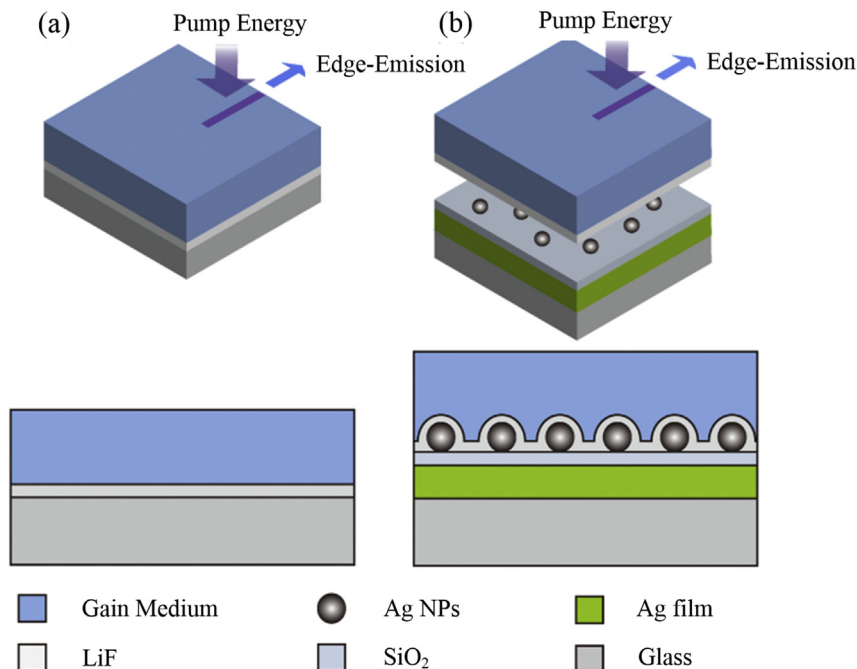 (a)
Pump Energy
Edge-Emission
(b)
Pump Energy
Edge-Emission
Gain Medium
Ag NPs
Ag film
LiF
SiO₂
Glass